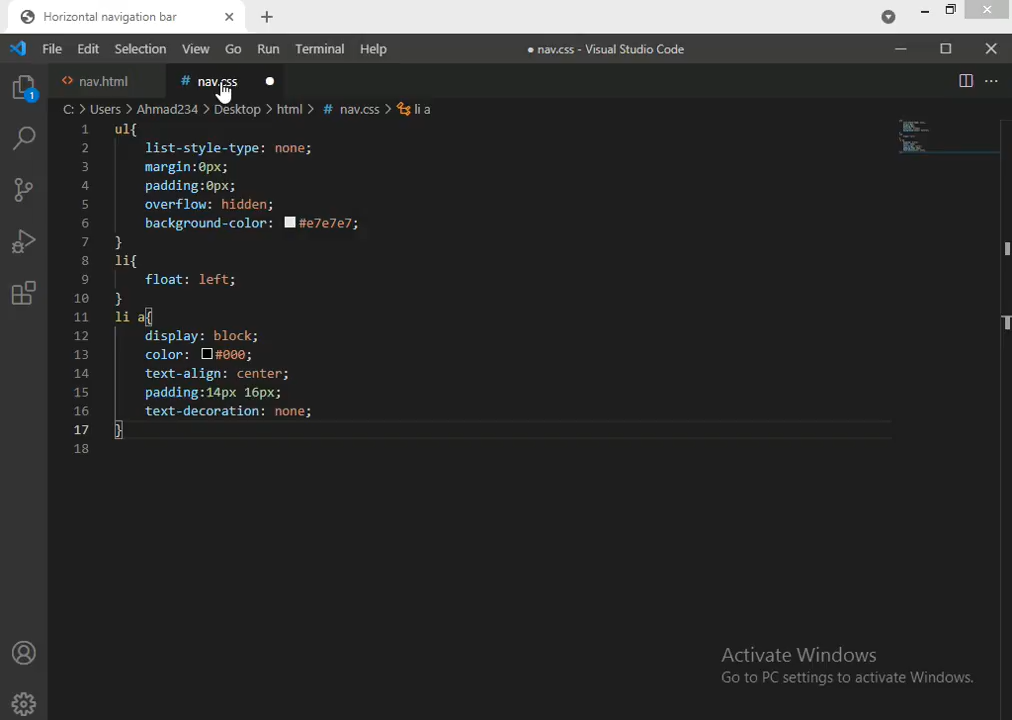 Horizontal navigation bar
File Edit Selection View Go Run Terminal Help
● nav.css - Visual Studio Code
nav.html
# nav.css
1
C: > Users > Ahmad234 > Desktop > html > # nav.css > li a
1 ul{
2 list-style-type: none;
3 margin:0px;
4 padding:0px;
5 overflow: hidden;
6 background-color: #e7e7e7;
7 }
8 li{
9 float: left;
10 }
11 li a{
12 display: block;
13 color: #000;
14 text-align: center;
15 padding:14px 16px;
16 text-decoration: none;
17 }
18
Activate Windows
Go to PC settings to activate Windows.